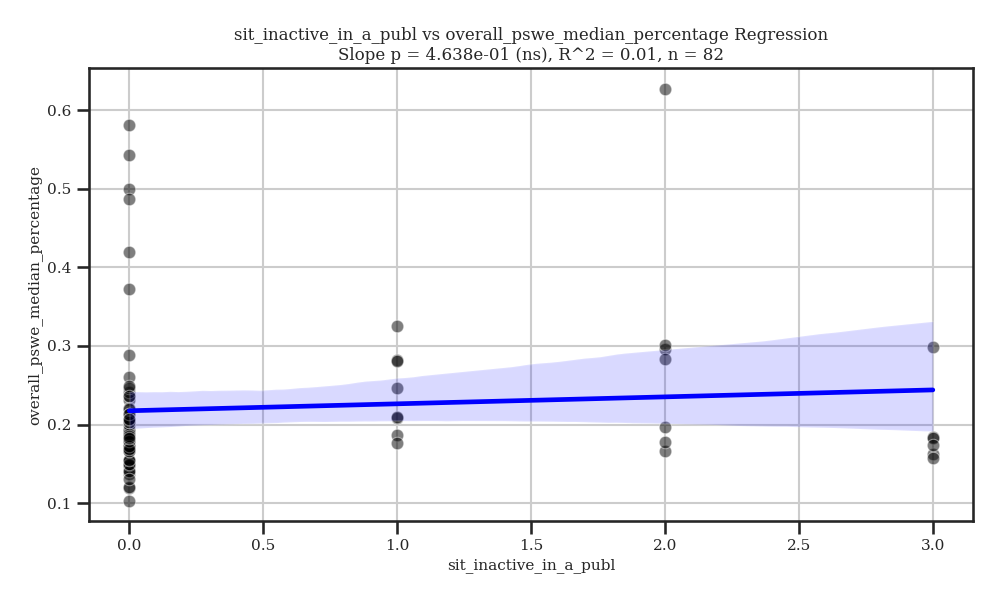 sit_inactive_in_a_publ vs overall_pswe_median_percentage Regression
Slope p = 4.638e-01 (ns), R^2 = 0.01, n = 82
overall_pswe_median_percentage
0.6
0.5
0.4
0.3
0.2
0.1
0.0 0.5 1.0 1.5 2.0 2.5 3.0
sit_inactive_in_a_publ